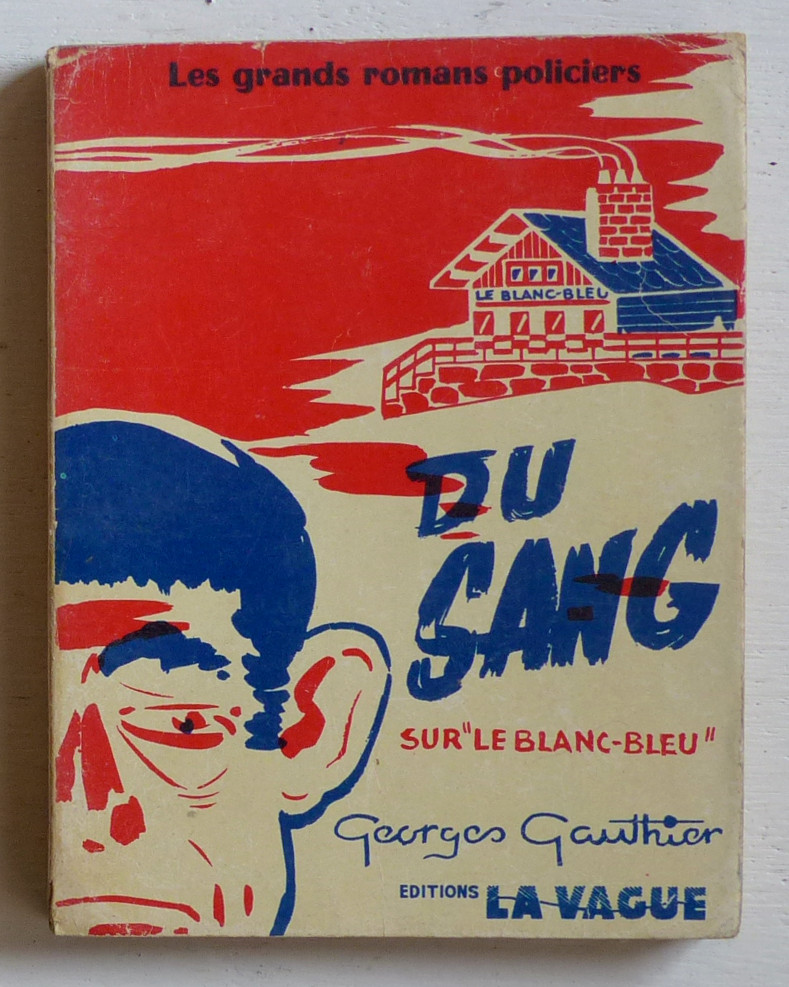 Les grands romans policiers
LE BLANC-BLEU
DU
SANG
SUR "LE BLANC-BLEU"
Georges Gauthier
EDITIONS LA VAGUE